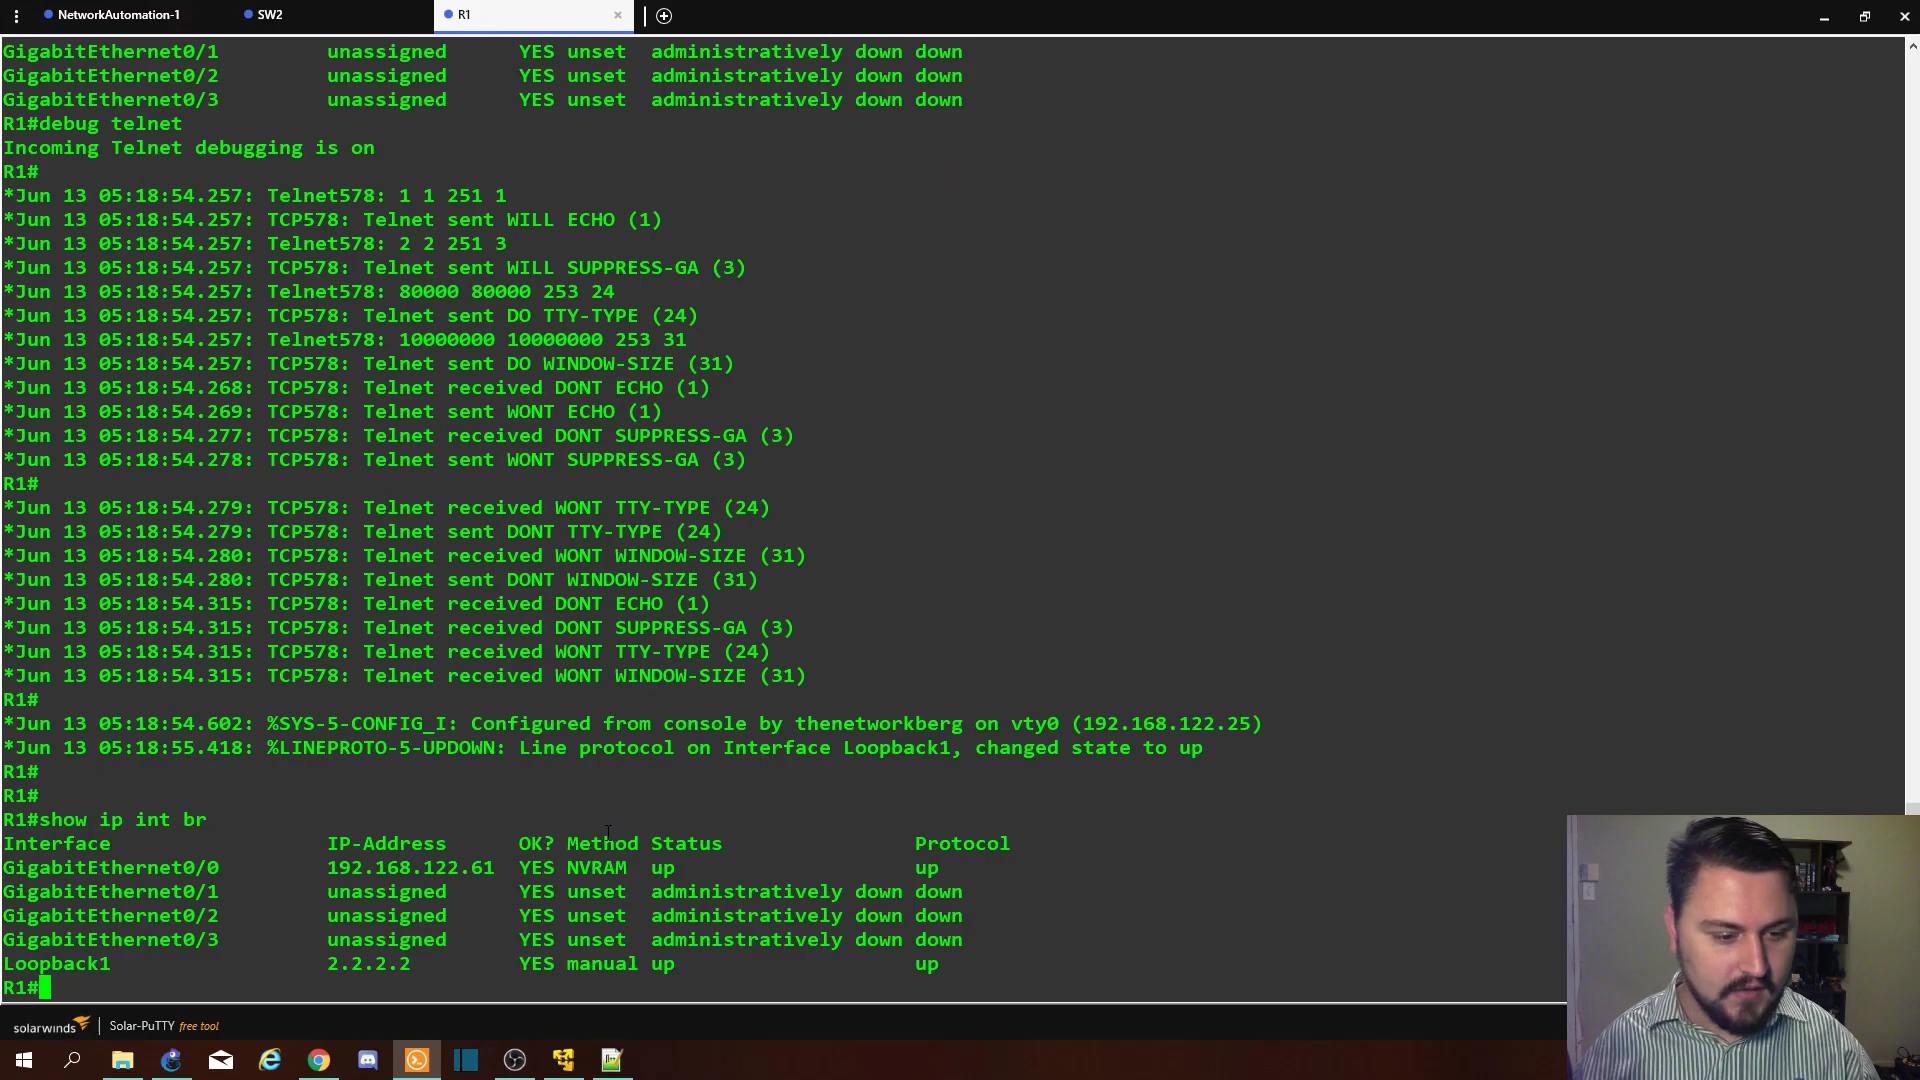 NetworkAutomation-1 SW2 R1
GigabitEthernet0/1 unassigned YES unset administratively down down
GigabitEthernet0/2 unassigned YES unset administratively down down
GigabitEthernet0/3 unassigned YES unset administratively down down
R1#debug telnet
Incoming Telnet debugging is on
R1#
*Jun 13 05:18:54.257: Telnet578: 1 1 251 1
*Jun 13 05:18:54.257: TCP578: Telnet sent WILL ECHO (1)
*Jun 13 05:18:54.257: Telnet578: 2 2 251 3
*Jun 13 05:18:54.257: TCP578: Telnet sent WILL SUPPRESS-GA (3)
*Jun 13 05:18:54.257: Telnet578: 80000 80000 253 24
*Jun 13 05:18:54.257: TCP578: Telnet sent DO TTY-TYPE (24)
*Jun 13 05:18:54.257: Telnet578: 10000000 10000000 253 31
*Jun 13 05:18:54.257: TCP578: Telnet sent DO WINDOW-SIZE (31)
*Jun 13 05:18:54.268: TCP578: Telnet received DONT ECHO (1)
*Jun 13 05:18:54.269: TCP578: Telnet sent WONT ECHO (1)
*Jun 13 05:18:54.277: TCP578: Telnet received DONT SUPPRESS-GA (3)
*Jun 13 05:18:54.278: TCP578: Telnet sent WONT SUPPRESS-GA (3)
R1#
*Jun 13 05:18:54.279: TCP578: Telnet received WONT TTY-TYPE (24)
*Jun 13 05:18:54.279: TCP578: Telnet sent DONT TTY-TYPE (24)
*Jun 13 05:18:54.280: TCP578: Telnet received WONT WINDOW-SIZE (31)
*Jun 13 05:18:54.280: TCP578: Telnet sent DONT WINDOW-SIZE (31)
*Jun 13 05:18:54.315: TCP578: Telnet received DONT ECHO (1)
*Jun 13 05:18:54.315: TCP578: Telnet received DONT SUPPRESS-GA (3)
*Jun 13 05:18:54.315: TCP578: Telnet received WONT TTY-TYPE (24)
*Jun 13 05:18:54.315: TCP578: Telnet received WONT WINDOW-SIZE (31)
R1#
*Jun 13 05:18:54.602: %SYS-5-CONFIG_I: Configured from console by thenetworkberg on vty0 (192.168.122.25)
*Jun 13 05:18:55.418: %LINEPROTO-5-UPDOWN: Line protocol on Interface Loopback1, changed state to up
R1#
R1#
R1#show ip int br
Interface IP-Address OK? Method Status Protocol
GigabitEthernet0/0 192.168.122.61 YES NVRAM up up
GigabitEthernet0/1 unassigned YES unset administratively down down
GigabitEthernet0/2 unassigned YES unset administratively down down
GigabitEthernet0/3 unassigned YES unset administratively down down
Loopback1 2.2.2.2 YES manual up up
R1#
solarwinds | Solar-PuTTY free tool